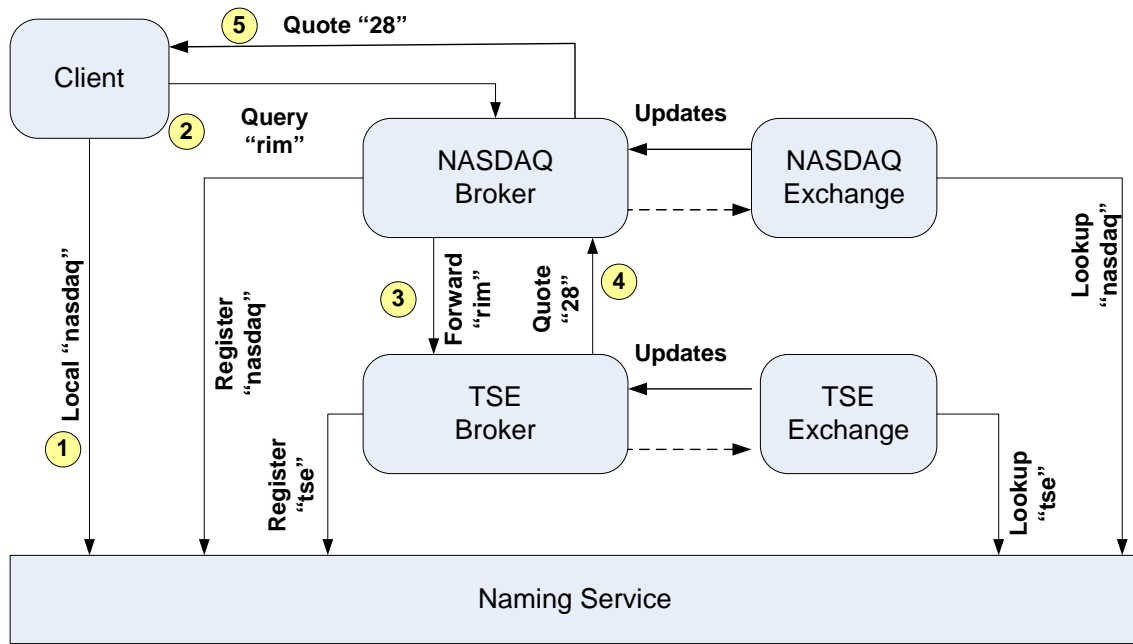 5
Quote “28”
Client
2
Query
“rim”
Updates
NASDAQ
Broker
NASDAQ
Exchange
Local “nasdaq”
Register
“nasdaq”
3
Forward
“rim”
Quote
“28”
4
Lookup
“nasdaq”
Updates
TSE
Broker
TSE
Exchange
1
Register
“tse”
Lookup
“tse”
Naming Service